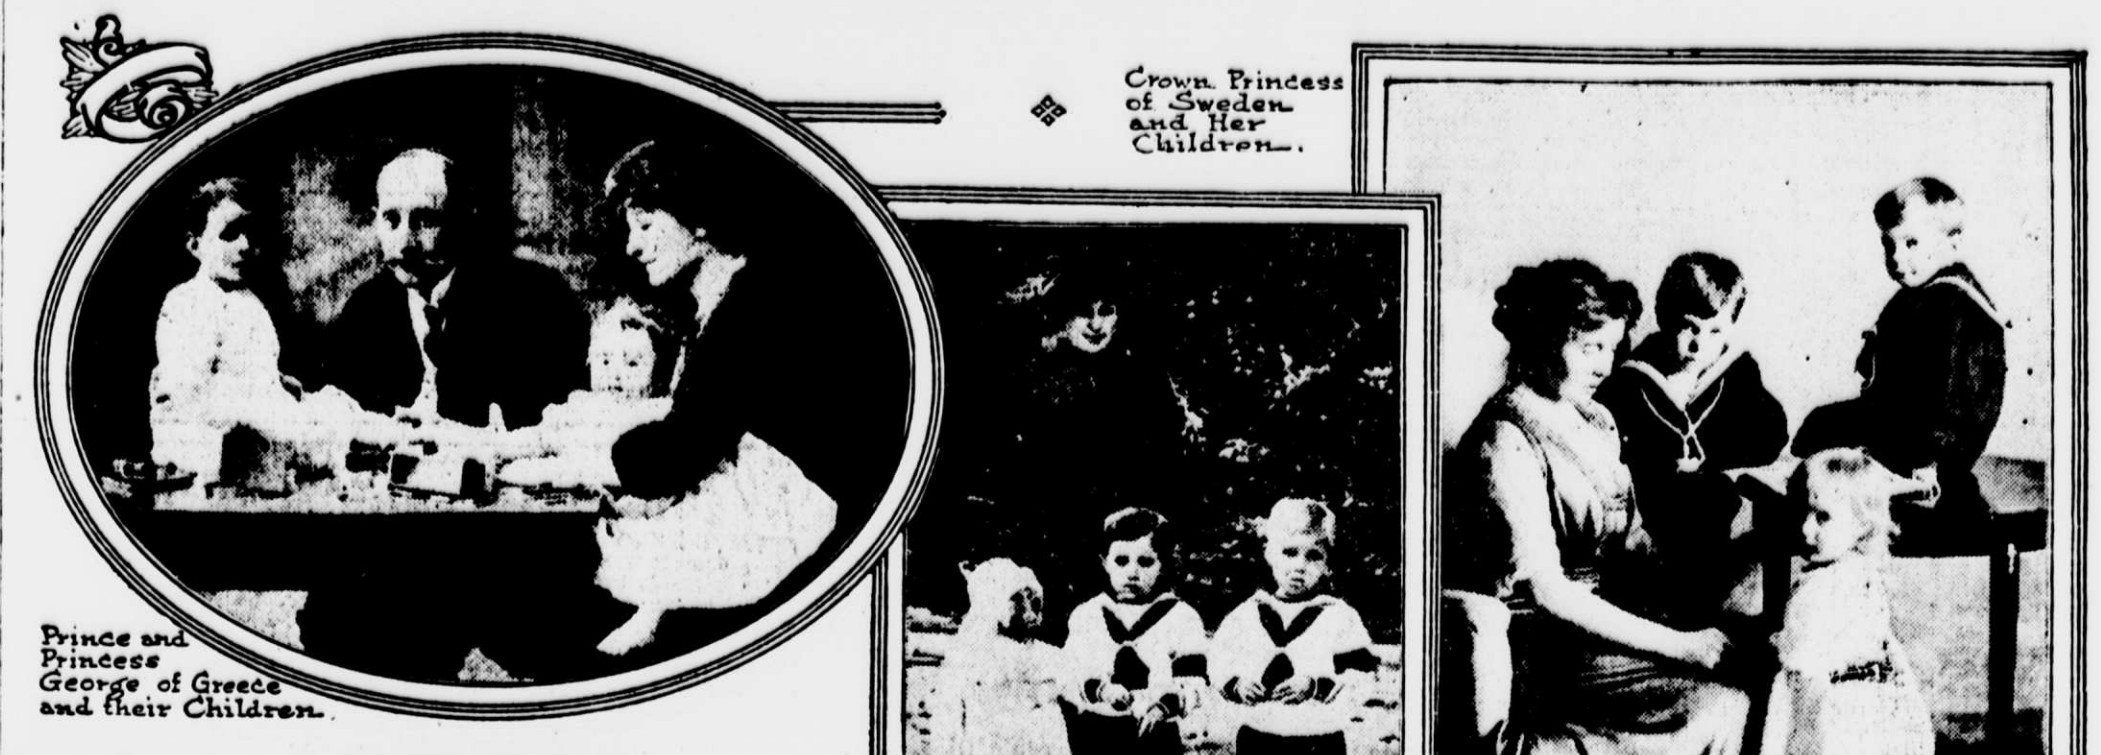 Crown Princess
of Sweden
and Her
Children.
Prince and
Princess
George of Greece
and their Children.